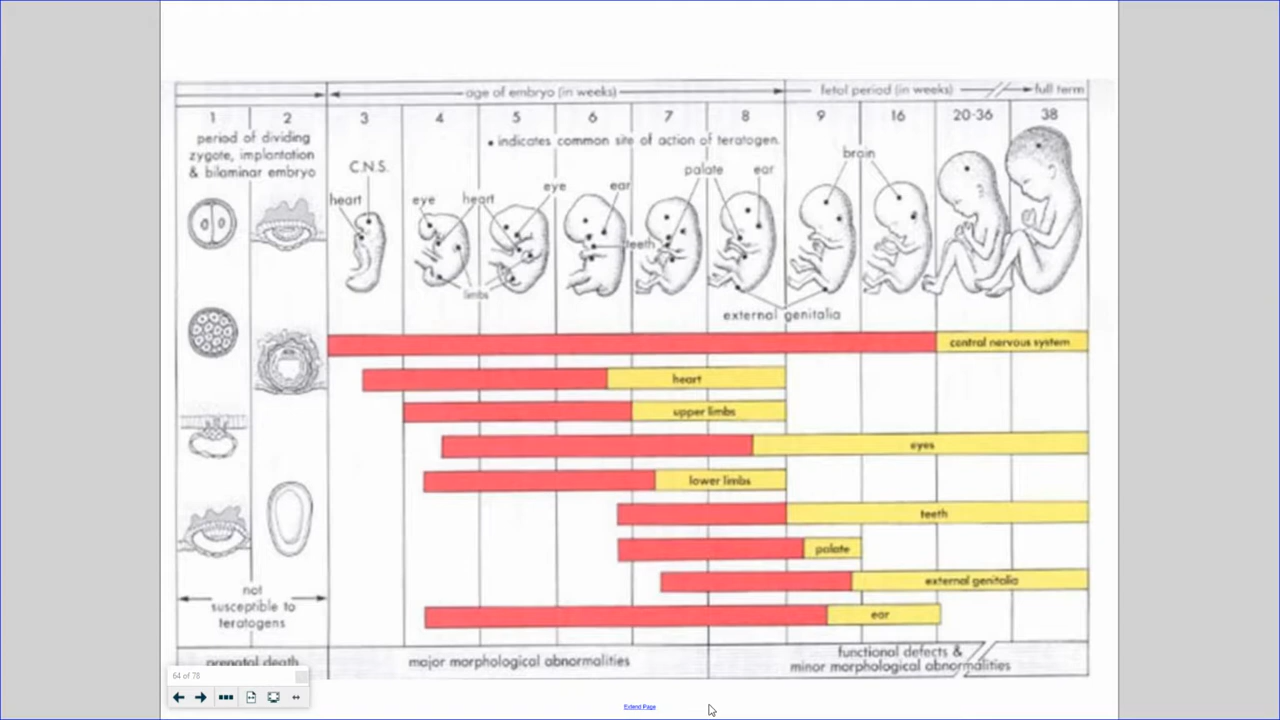 age of embryo (in weeks)
fetal period (in weeks)
full term
1
2
3
4
5
6
7
8
9
16
20-36
38
period of dividing
zygote, implantation
& bilaminar embryo
• indicates common site of action of teratogen.
C.N.S.
heart
eye
heart
eye
ear
palate
ear
brain
teeth
limbs
external genitalia
central nervous system
heart
upper limbs
eyes
lower limbs
teeth
palate
external genitalia
ear
not
susceptible to
teratogens
prenatal death
major morphological abnormalities
functional defects &
minor morphological abnormalities
64 of 78
Extend Page